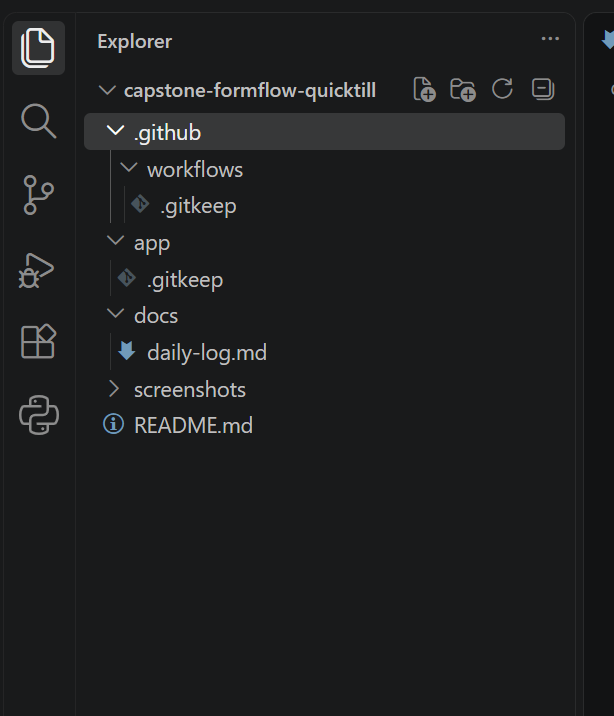 Explorer
capstone-formflow-quicktill
.github
workflows
.gitkeep
app
.gitkeep
docs
daily-log.md
screenshots
README.md